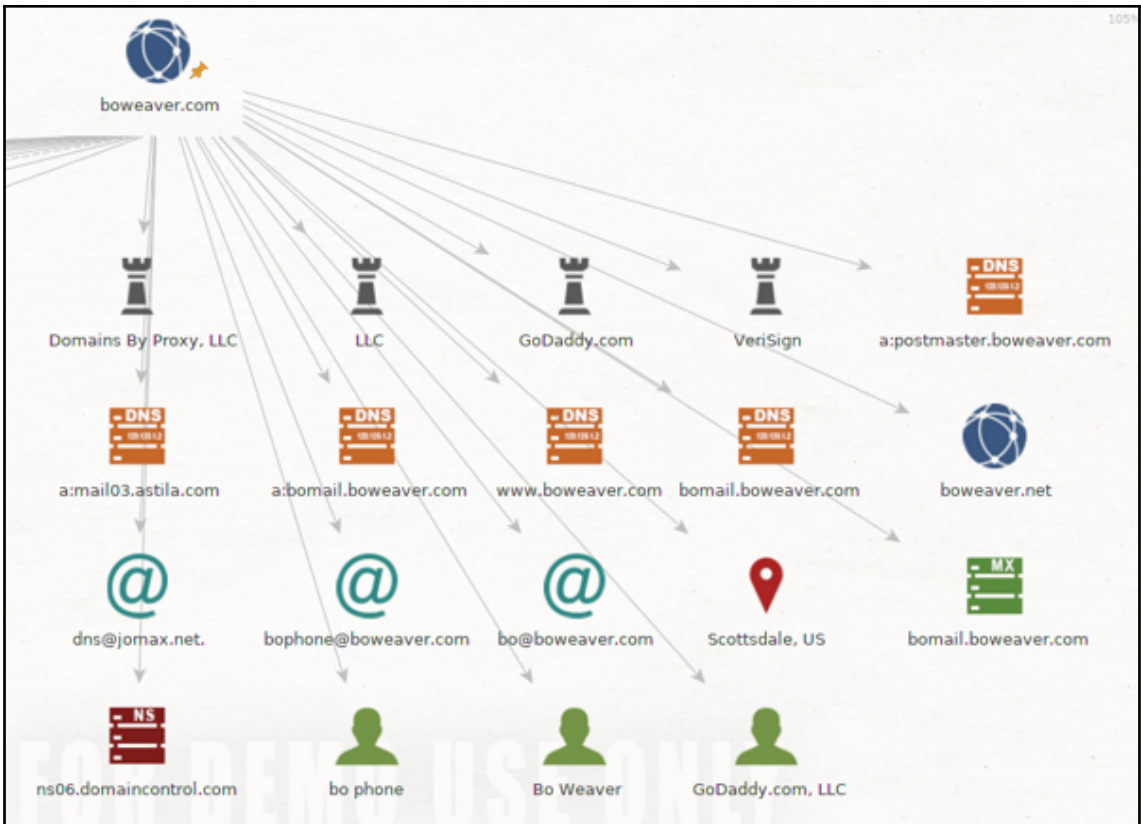 105%
boweaver.com
Domains By Proxy, LLC
LLC
GoDaddy.com
VeriSign
DNS
a:postmaster.boweaver.com
DNS
a:mail03.astila.com
DNS
a:bomail.boweaver.com
DNS
www.boweaver.com
DNS
bomail.boweaver.com
boweaver.net
@
dns@jomax.net.
@
bophone@boweaver.com
@
bo@boweaver.com
Scottsdale, US
MX
bomail.boweaver.com
NS
ns06.domaincontrol.com
bo phone
Bo Weaver
GoDaddy.com, LLC
FOR DEMO USE ONLY